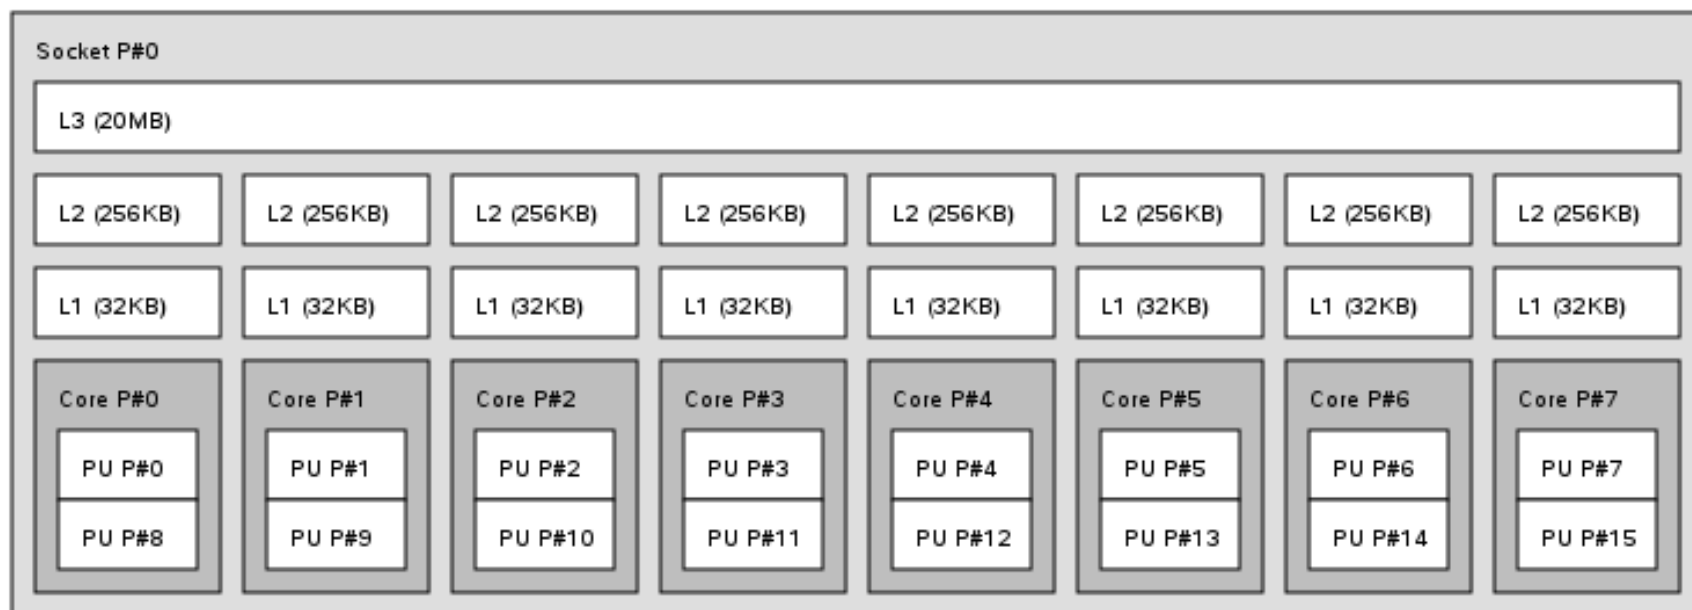 Socket P#0
L3 (20MB)
L2 (256KB) L2 (256KB) L2 (256KB) L2 (256KB) L2 (256KB) L2 (256KB) L2 (256KB) L2 (256KB)
L1 (32KB) L1 (32KB) L1 (32KB) L1 (32KB) L1 (32KB) L1 (32KB) L1 (32KB) L1 (32KB)
Core P#0 Core P#1 Core P#2 Core P#3 Core P#4 Core P#5 Core P#6 Core P#7
PU P#0 PU P#1 PU P#2 PU P#3 PU P#4 PU P#5 PU P#6 PU P#7
PU P#8 PU P#9 PU P#10 PU P#11 PU P#12 PU P#13 PU P#14 PU P#15